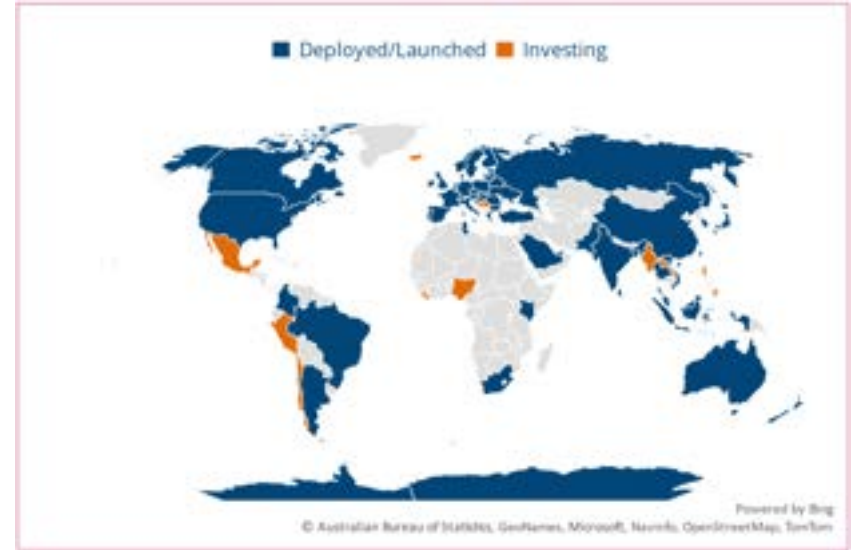 Deployed/Launched Investing
Powered by Bing
© Australian Bureau of Statistics, GeoNames, Microsoft, Navinfo, OpenStreetMap, TomTom